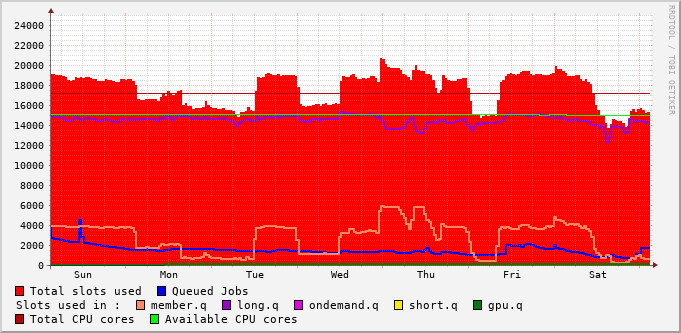 24000
22000
20000
18000
16000
14000
12000
10000
8000
6000
4000
2000
0
Sun Mon Tue Wed Thu Fri Sat
RRDTOOL / TOBI OETIKER
Total slots used Queued Jobs
Slots used in : member.q long.q ondemand.q short.q gpu.q
Total CPU cores Available CPU cores